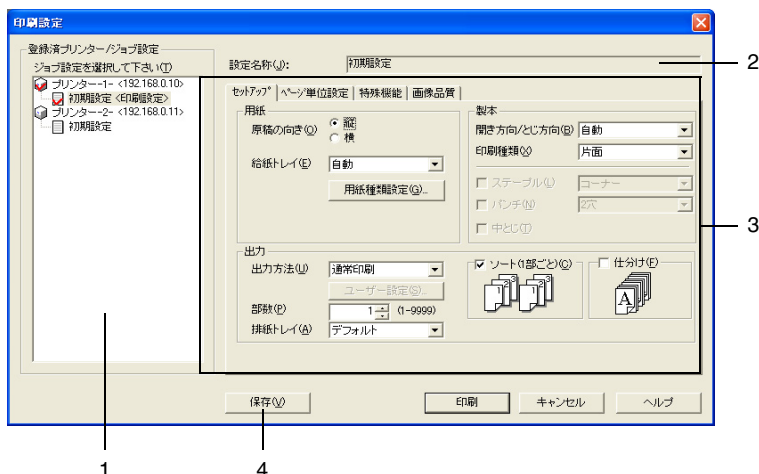 印刷設定
登録済プリンター/ジョブ設定
ジョブ設定を選択して下さい(T)
プリンター-1- <192.168.0.10>
初期設定 <印刷設定>
プリンター-2- <192.168.0.11>
初期設定
設定名称(J): 初期設定
2
セットアップ ページ単位設定 特殊機能 画像品質
用紙
原稿の向き(O) 縦
横
給紙トレイ(E) 自動
用紙種類設定(G)...
製本
開き方向/とじ方向(B) 自動
印刷種類(X) 片面
ステープル(L) コーナー
パンチ(N) 2穴
中とじ(T)
3
出力
出力方法(U) 通常印刷
ユーザー設定(S)...
部数(P) 1 (1-9999)
排紙トレイ(A) デフォルト
ソート(1部ごと)(C)
1 2 3 1 2 3
仕分け(F)
A
保存(V) 印刷 キャンセル ヘルプ
1 4